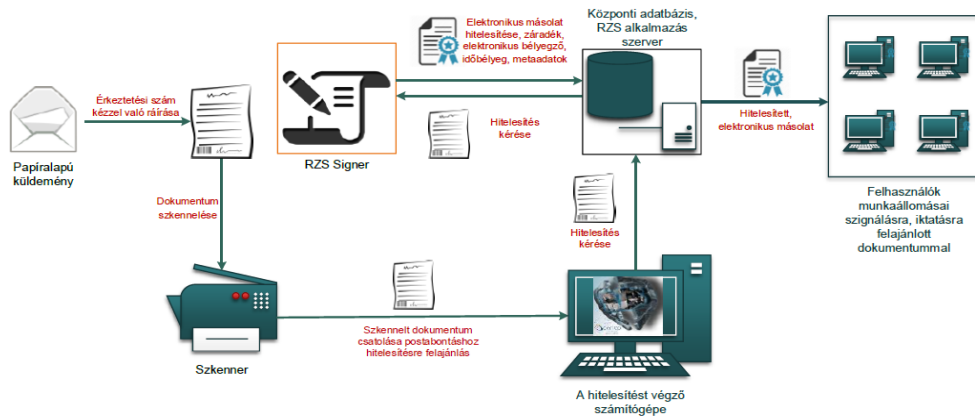 Elektronikus másolat
hitelesítése, záradék,
elektronikus bélyegző,
időbélyeg, metaadatok
Központi adatbázis,
RZS alkalmazás
szerver
Érkeztetési szám
kézzel való ráírása
Hitelesítés
kérése
Hitelesített,
elektronikus másolat
Papíralapú
küldemény
RZS Signer
Dokumentum
szkennelése
Hitelesítés
kérése
Felhasználók
munkaállomásai
szignálásra, iktatásra
felajánlott
dokumentummal
Szkennelt dokumentum
csatolása postabontáshoz
hitelesítésre felajánlás
Szkenner
A hitelesítést végző
számítógépe